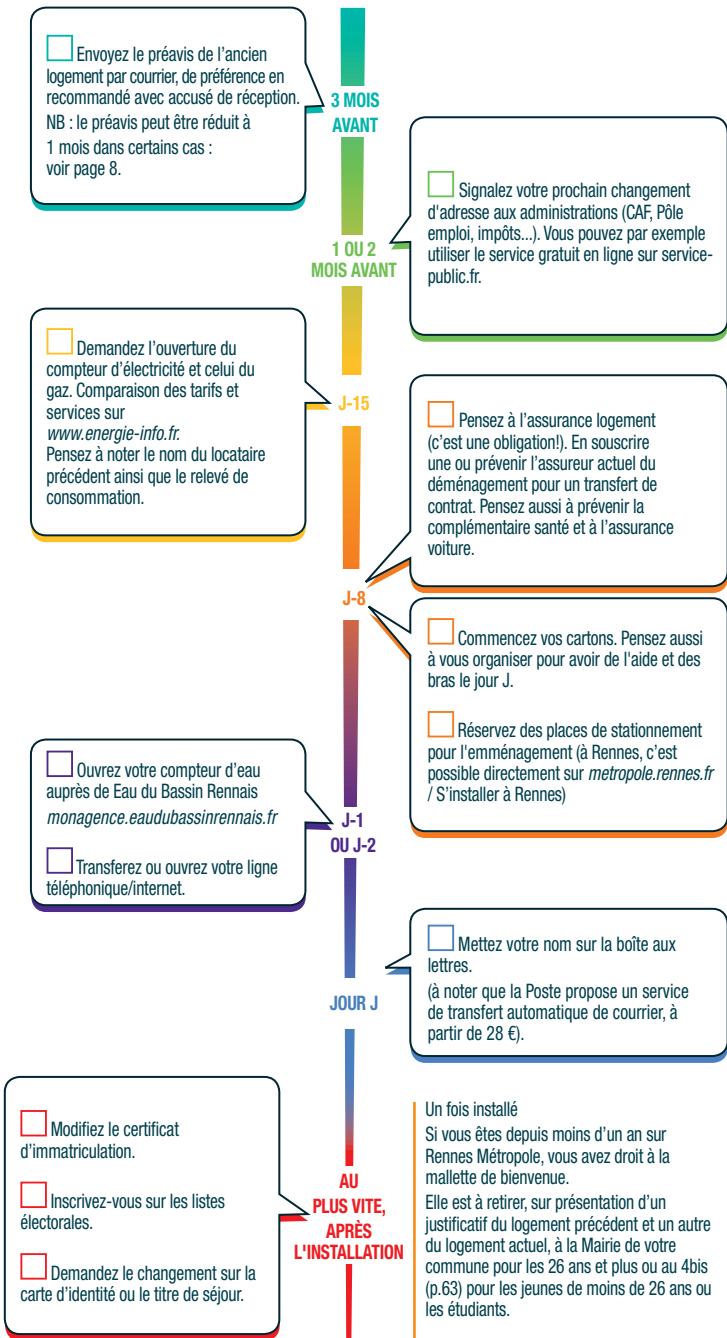 Envoyez le préavis de l'ancien
logement par courrier, de préférence en
recommandé avec accusé de réception.
NB : le préavis peut être réduit à
1 mois dans certains cas :
voir page 8.
3 MOIS
AVANT
Signalez votre prochain changement
d'adresse aux administrations (CAF, Pôle
emploi, impôts...). Vous pouvez par exemple
utiliser le service gratuit en ligne sur service-
public.fr.
1 OU 2
MOIS AVANT
Demandez l'ouverture du
compteur d'électricité et celui du
gaz. Comparaison des tarifs et
services sur
www.energie-info.fr.
Pensez à noter le nom du locataire
précédent ainsi que le relevé de
consommation.
J-15
Pensez à l'assurance logement
(c'est une obligation!). En souscrire
une ou prévenir l'assureur actuel du
déménagement pour un transfert de
contrat. Pensez aussi à prévenir la
complémentaire santé et à l'assurance
voiture.
J-8
Commencez vos cartons. Pensez aussi
à vous organiser pour avoir de l'aide et des
bras le jour J.
Réservez des places de stationnement
pour l'emménagement (à Rennes, c'est
possible directement sur metropole.rennes.fr
/ S'installer à Rennes)
Ouvrez votre compteur d'eau
auprès de Eau du Bassin Rennais
monagence.eaudubassinrennais.fr
Transferez ou ouvrez votre ligne
téléphonique/internet.
J-1
OU J-2
Mettez votre nom sur la boîte aux
lettres.
(à noter que la Poste propose un service
de transfert automatique de courrier, à
partir de 28 €).
JOUR J
Modifiez le certificat
d'immatriculation.
Inscrivez-vous sur les listes
électorales.
Demandez le changement sur la
carte d'identité ou le titre de séjour.
AU
PLUS VITE,
APRÈS
L'INSTALLATION
Un fois installé
Si vous êtes depuis moins d'un an sur
Rennes Métropole, vous avez droit à la
mallette de bienvenue.
Elle est à retirer, sur présentation d'un
justificatif du logement précédent et un autre
du logement actuel, à la Mairie de votre
commune pour les 26 ans et plus ou au 4bis
(p.63) pour les jeunes de moins de 26 ans ou
les étudiants.